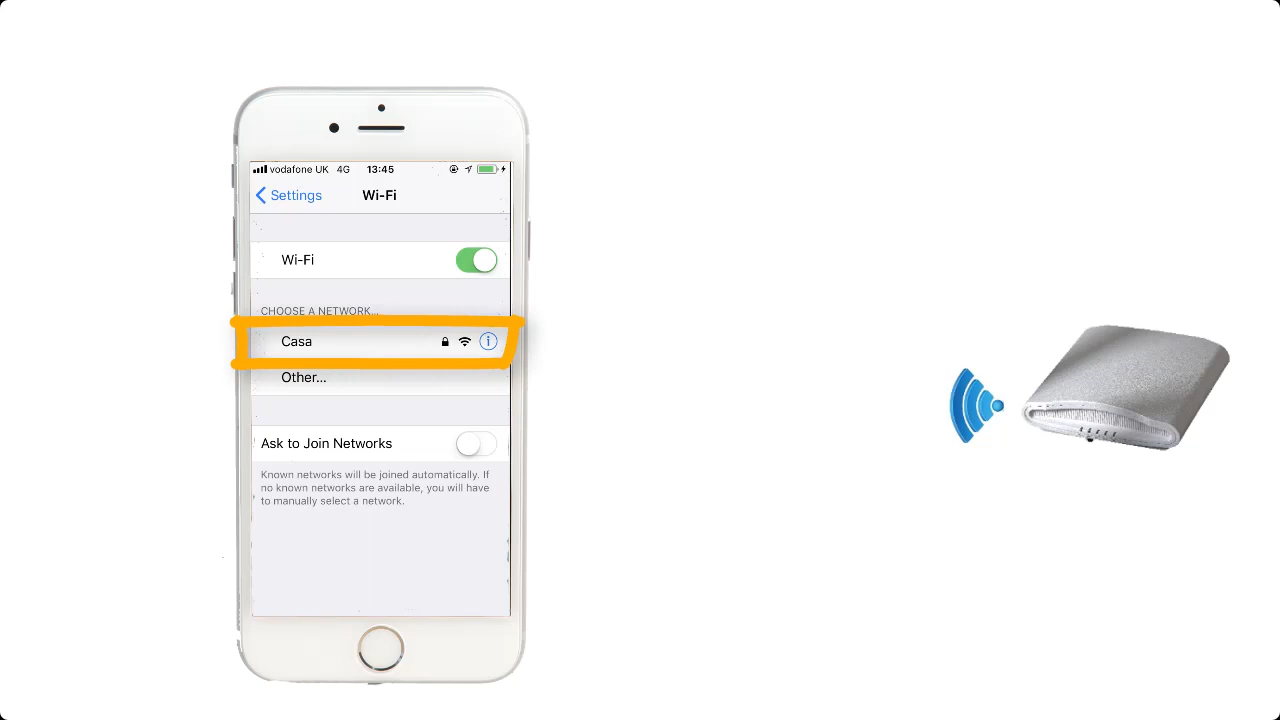 vodafone UK 4G 13:45
Settings Wi-Fi
Wi-Fi
CHOOSE A NETWORK...
Casa
Other...
Ask to Join Networks
Known networks will be joined automatically. If
no known networks are available, you will have
to manually select a network.